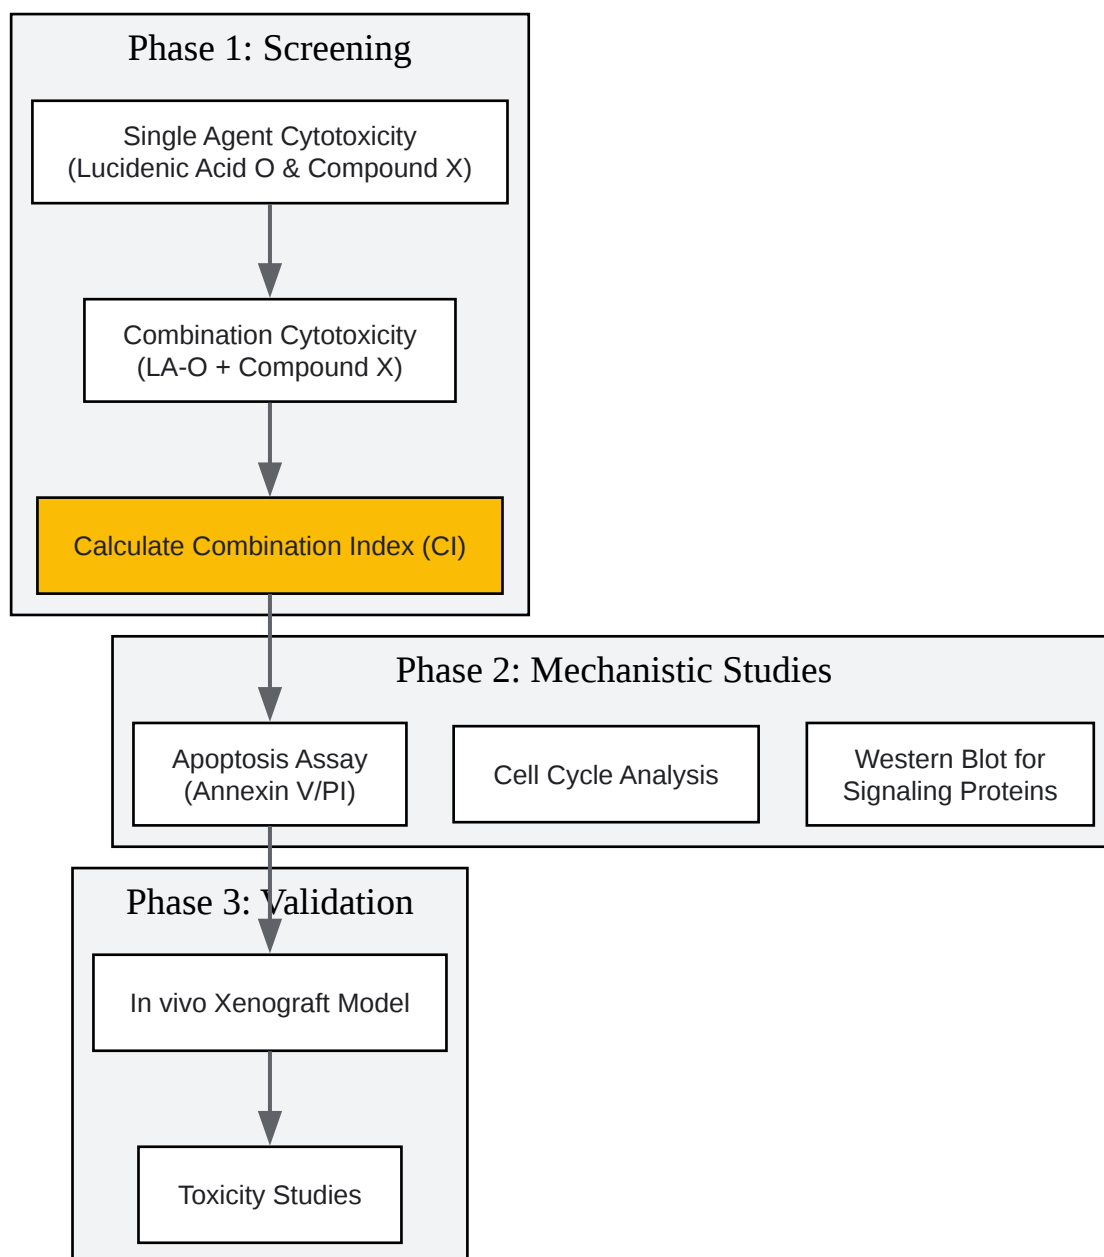 Phase 1: Screening
Single Agent Cytotoxicity
(Lucidenic Acid O & Compound X)
Combination Cytotoxicity
(LA-O + Compound X)
Calculate Combination Index (CI)
Phase 2: Mechanistic Studies
Apoptosis Assay
(Annexin V/PI)
Cell Cycle Analysis
Western Blot for
Signaling Proteins
Phase 3: Validation
In vivo Xenograft Model
Toxicity Studies